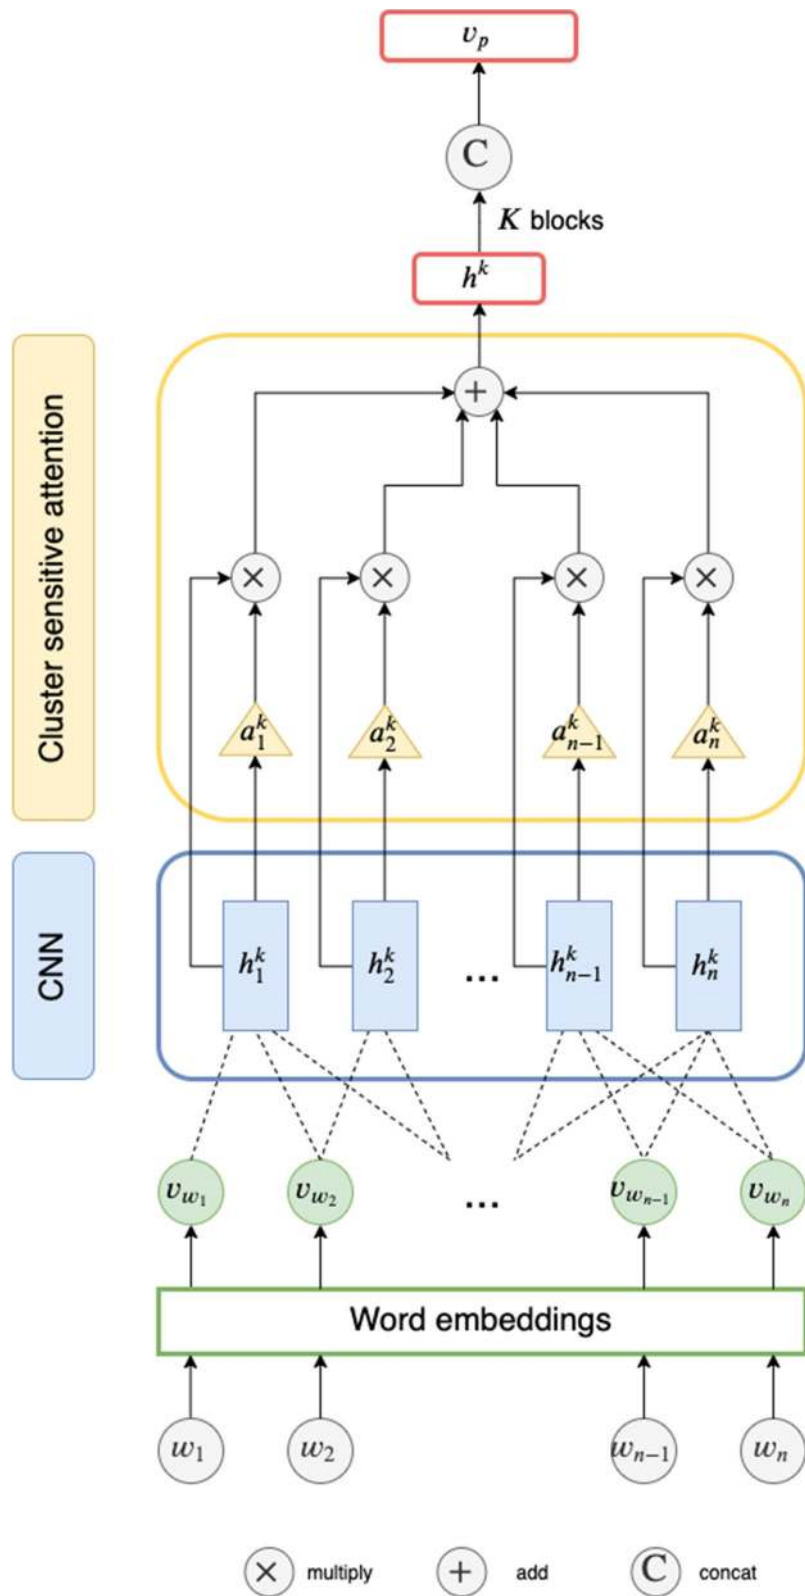 v_p
C
K blocks
h^k
+
Cluster sensitive attention
× × × ×
a_1^k a_2^k a_{n-1}^k a_n^k
CNN
h_1^k h_2^k ... h_{n-1}^k h_n^k
v_{w_1} v_{w_2} ... v_{w_{n-1}} v_{w_n}
Word embeddings
w_1 w_2 w_{n-1} w_n
× multiply + add C concat